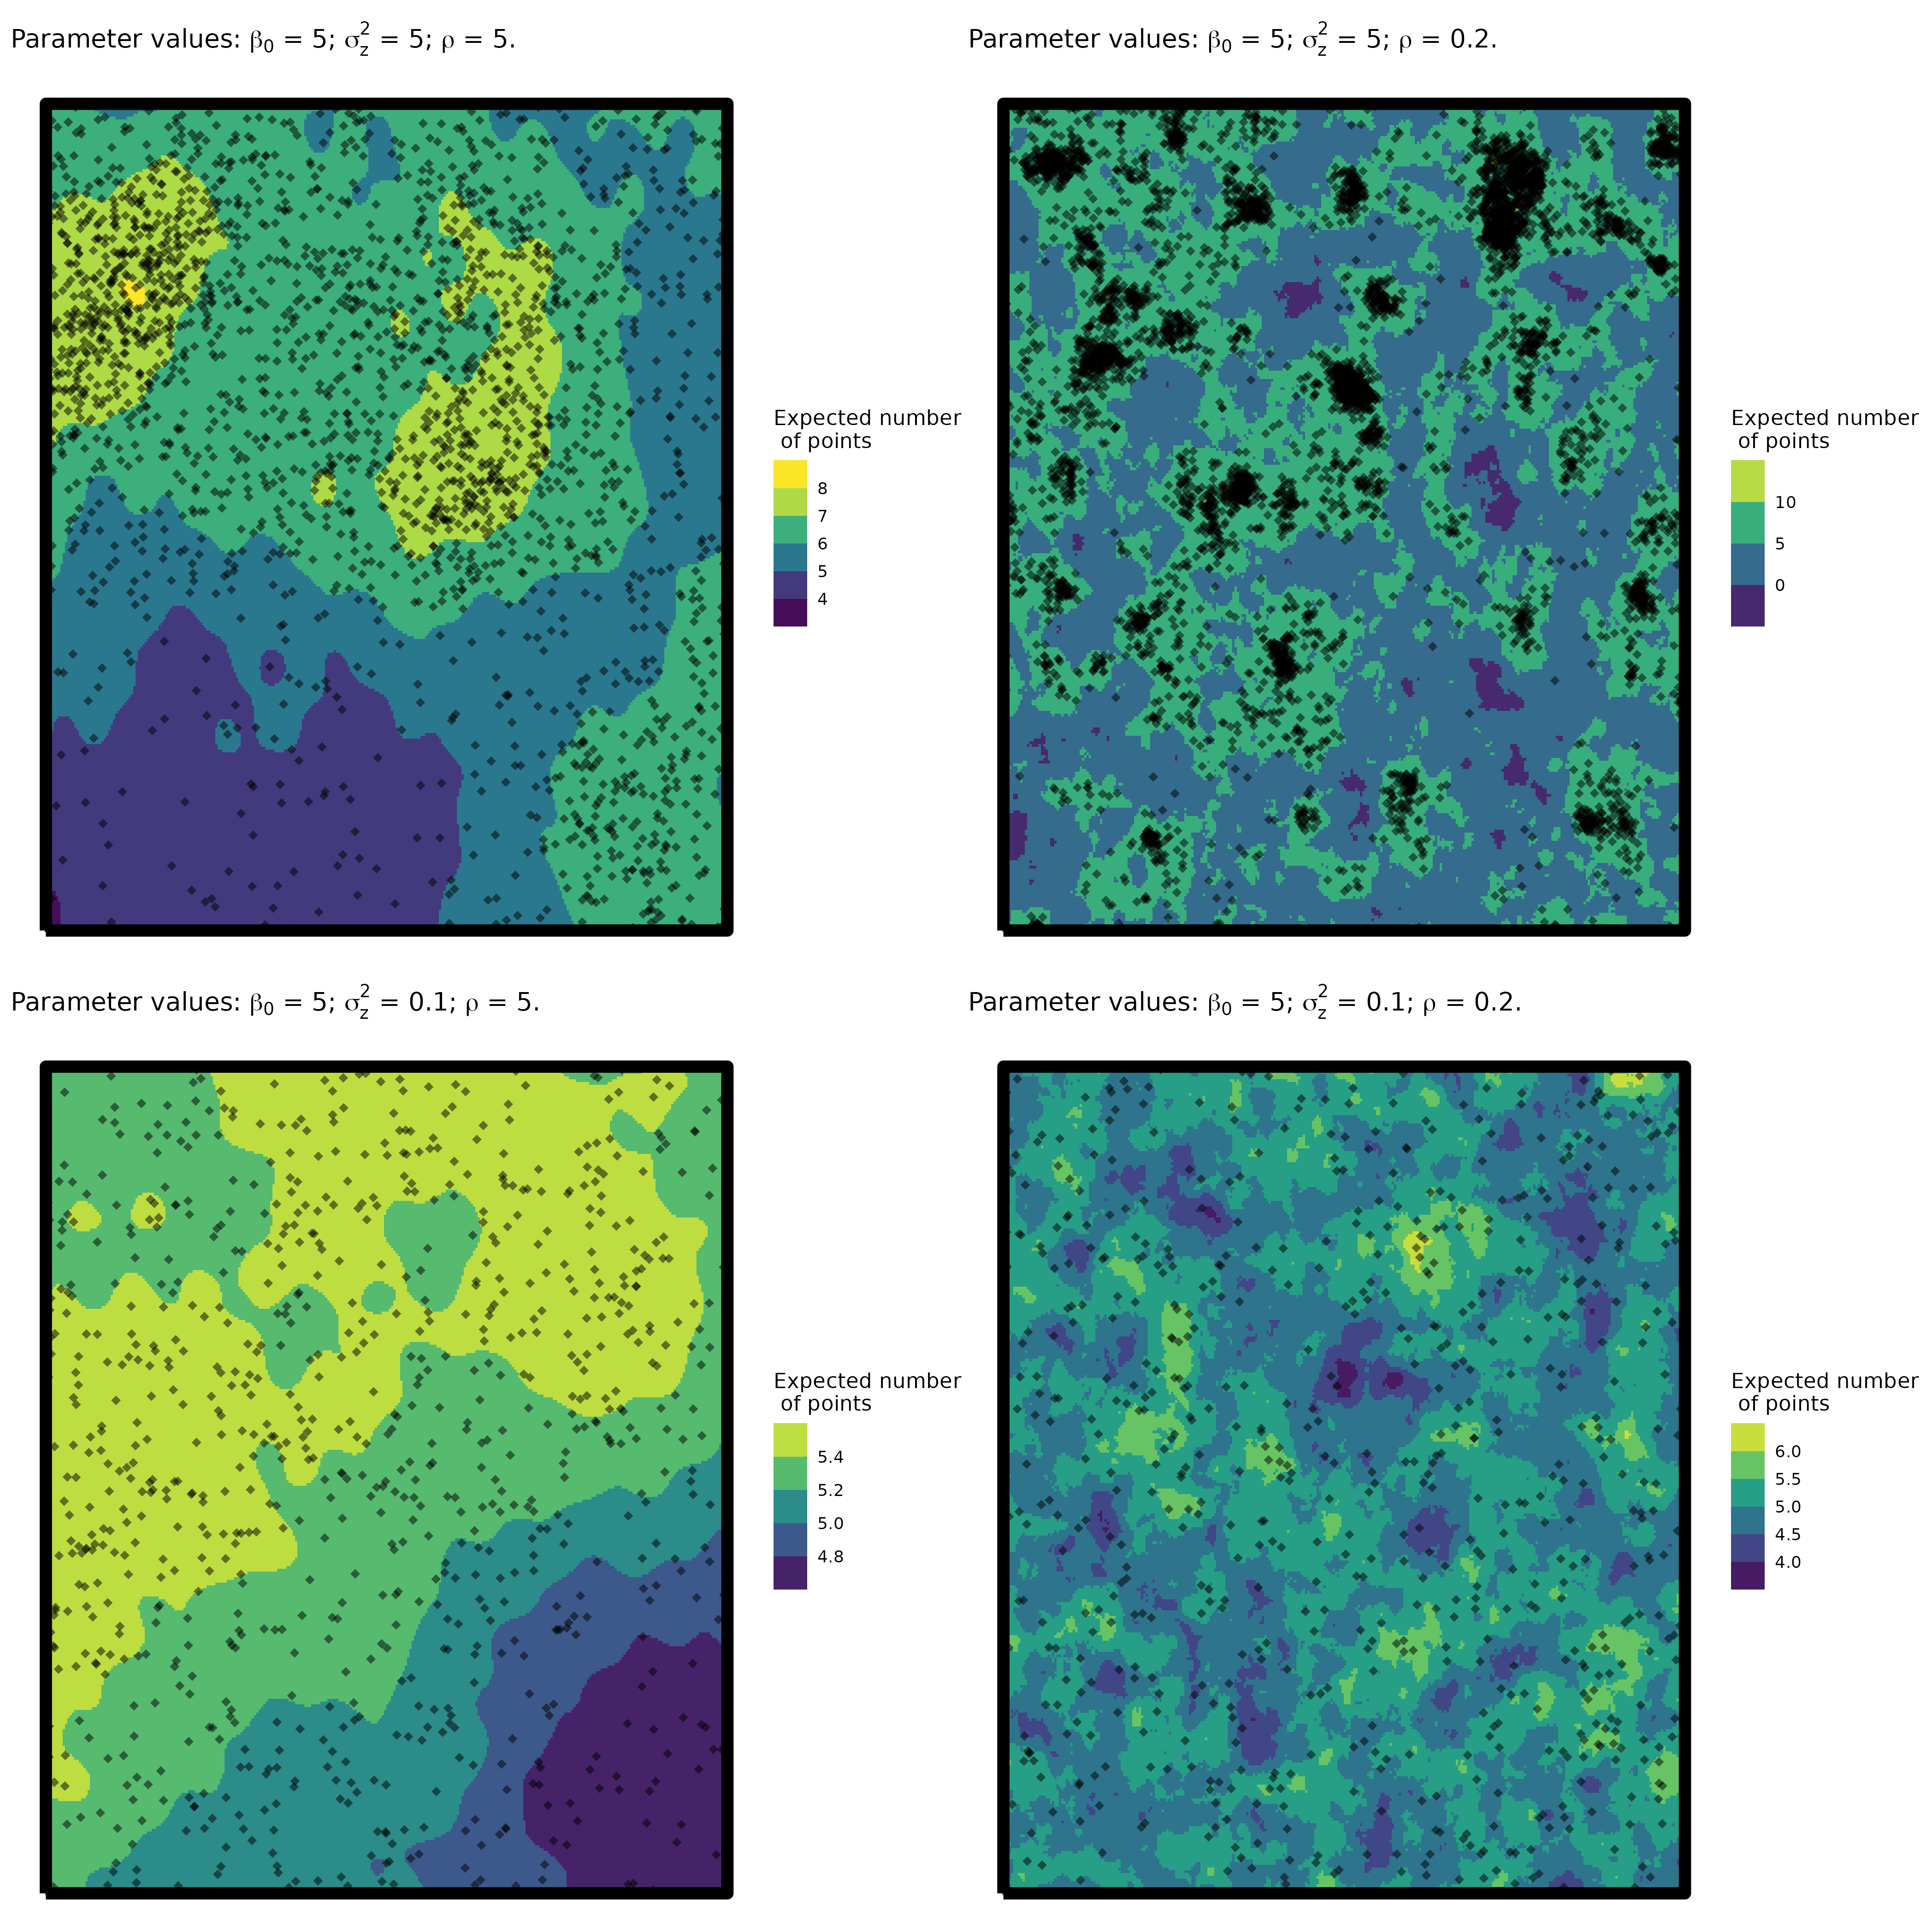 Parameter values: β₀ = 5; σ²z = 5; ρ = 5.
Parameter values: β₀ = 5; σ²z = 5; ρ = 0.2.
Expected number
of points
8
7
6
5
4
Expected number
of points
10
5
0
Parameter values: β₀ = 5; σ²z = 0.1; ρ = 5.
Parameter values: β₀ = 5; σ²z = 0.1; ρ = 0.2.
Expected number
of points
5.4
5.2
5.0
4.8
Expected number
of points
6.0
5.5
5.0
4.5
4.0